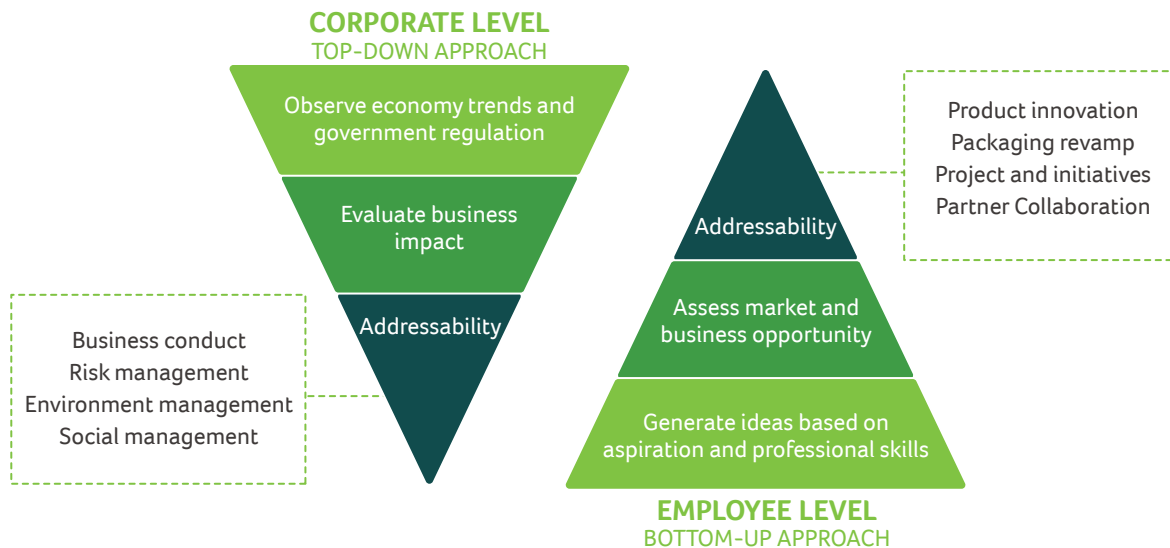 CORPORATE LEVEL
TOP-DOWN APPROACH
Observe economy trends and
government regulation
Evaluate business
impact
Addressability
Business conduct
Risk management
Environment management
Social management
Product innovation
Packaging revamp
Project and initiatives
Partner Collaboration
Addressability
Assess market and
business opportunity
Generate ideas based on
aspiration and professional skills
EMPLOYEE LEVEL
BOTTOM-UP APPROACH